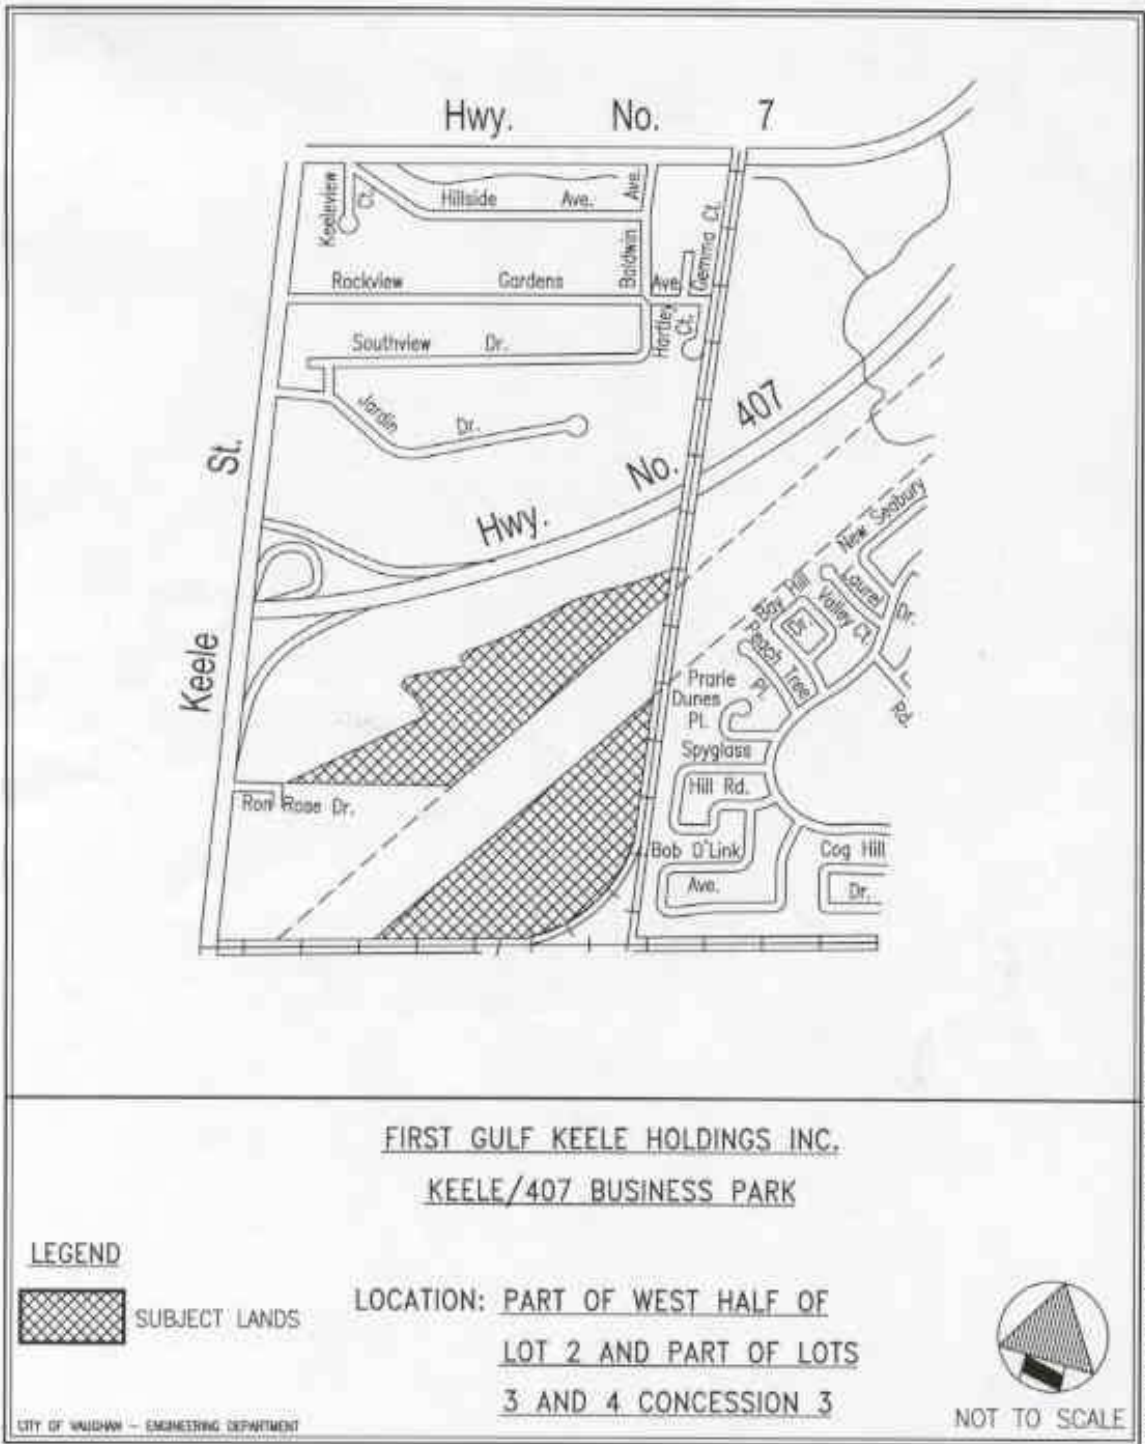 Hwy. No. 7
Keeleview Ct.
Hillside Ave.
Baldwin Ave.
Gemma Ct.
Rockview Gardens Ave.
Hartley Ct.
Southview Dr.
Jardin Dr.
Keele St.
Hwy. No. 407
New Seabury Dr.
Laurel Valley Ct.
Bay Hill Dr.
Peach Tree Pl.
Prarie
Dunes
Pl.
Rd.
Spyglass
Hill Rd.
Ron Rose Dr.
Bob O'Link
Ave.
Cog Hill
Dr.
FIRST GULF KEELE HOLDINGS INC.
KEELE/407 BUSINESS PARK
LEGEND
SUBJECT LANDS
LOCATION: PART OF WEST HALF OF
LOT 2 AND PART OF LOTS
3 AND 4 CONCESSION 3
NOT TO SCALE
CITY OF VAUGHAN - ENGINEERING DEPARTMENT